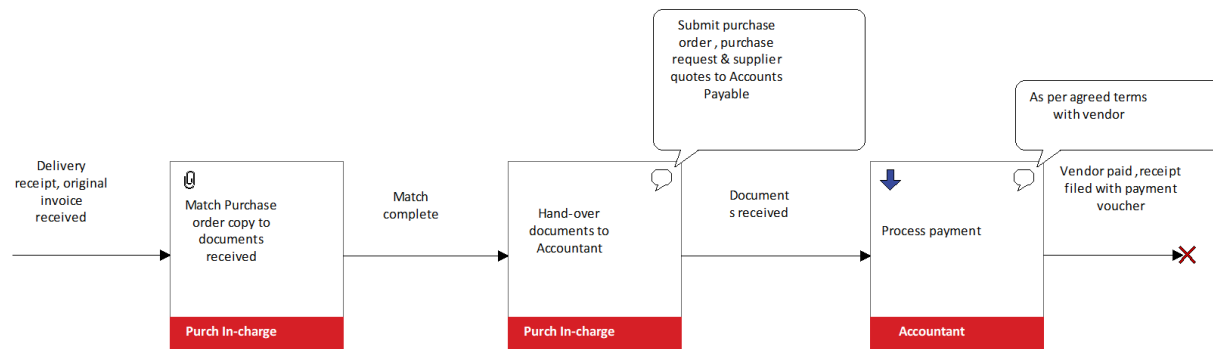 Submit purchase
order , purchase
request & supplier
quotes to Accounts
Payable
As per agreed terms
with vendor
Delivery
receipt, original
invoice
received
Match Purchase
order copy to
documents
received
Purch In-charge
Match
complete
Hand-over
documents to
Accountant
Purch In-charge
Document
s received
Process payment
Accountant
Vendor paid ,receipt
filed with payment
voucher